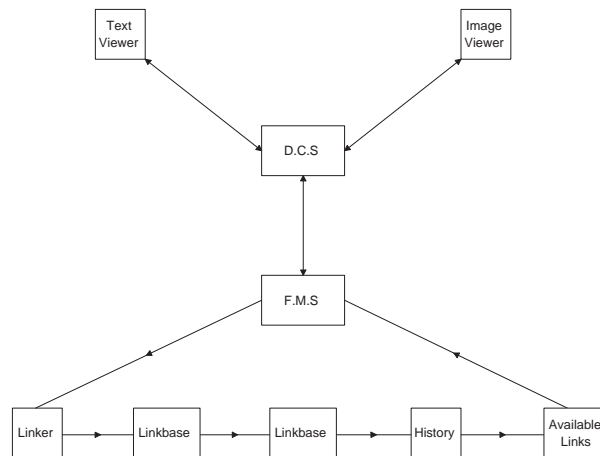 Text
Viewer
Image
Viewer
D.C.S
F.M.S
Linker
Linkbase
Linkbase
History
Available
Links